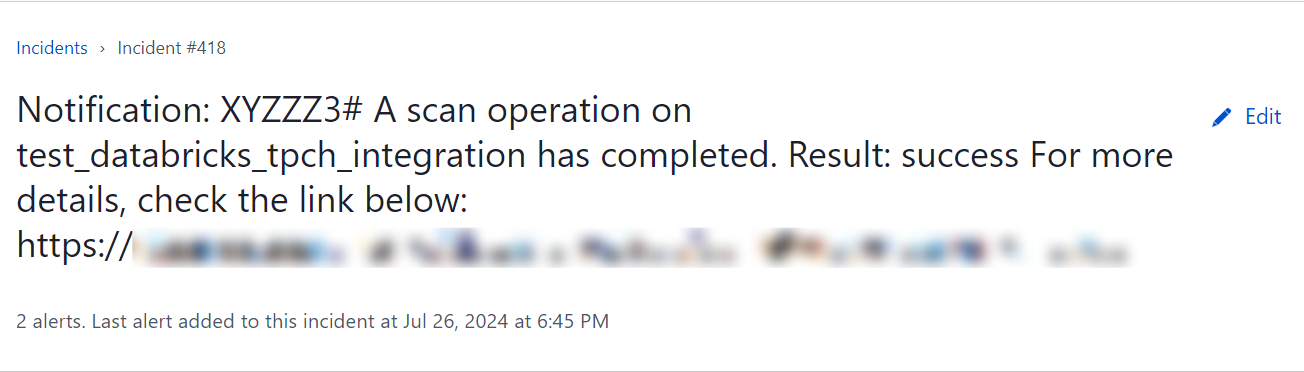 Incidents › Incident #418
Notification: XYZZZ3# A scan operation on
Edit
test_databricks_tpch_integration has completed. Result: success For more
details, check the link below:
https://
2 alerts. Last alert added to this incident at Jul 26, 2024 at 6:45 PM